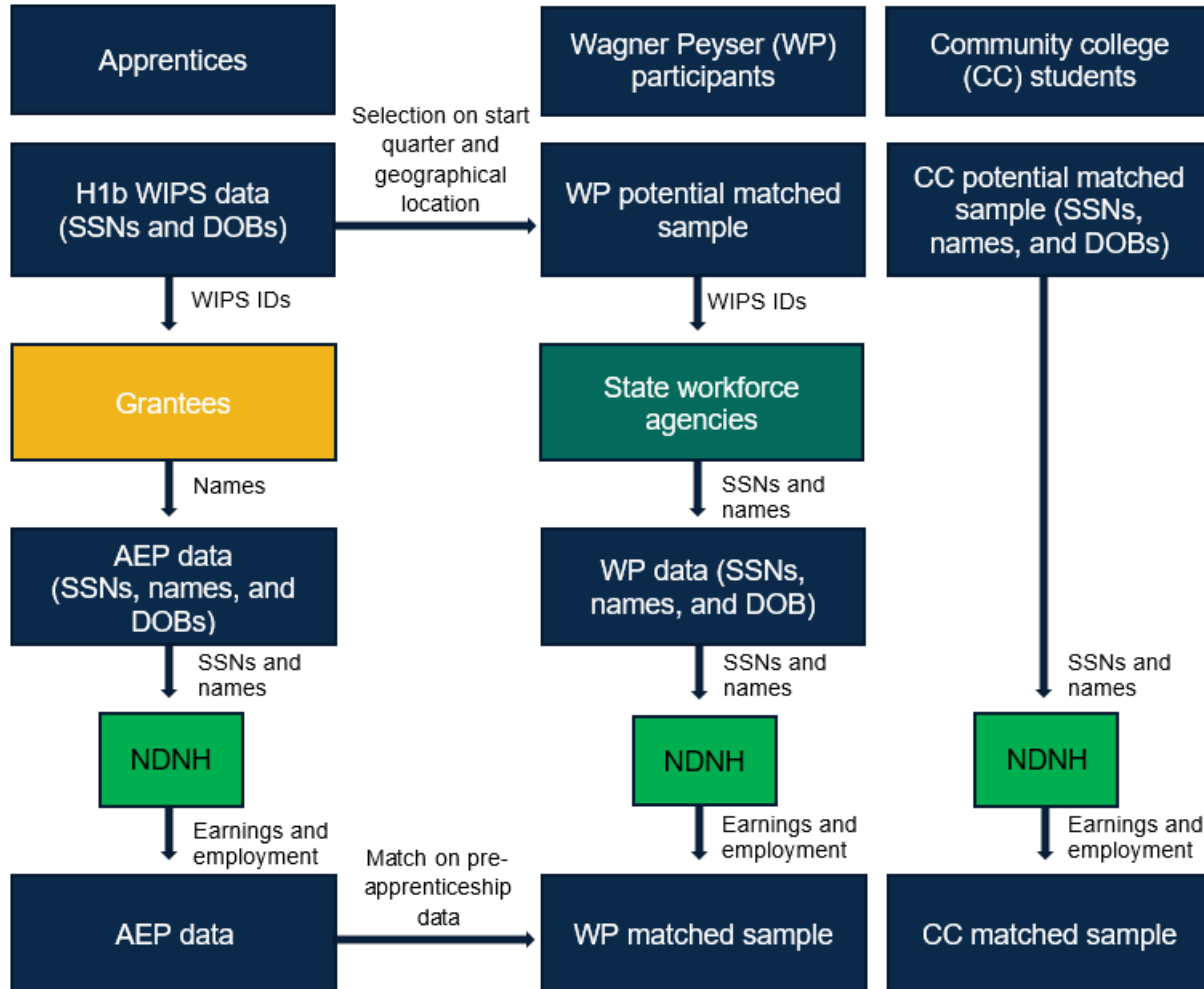 Apprentices
Wagner Peyser (WP)
participants
Community college
(CC) students
Selection on start
quarter and
geographical
location
H1b WIPS data
(SSNs and DOBs)
WP potential matched
sample
CC potential matched
sample (SSNs,
names, and DOBs)
WIPS IDs
WIPS IDs
Grantees
State workforce
agencies
Names
SSNs and
names
AEP data
(SSNs, names, and
DOBs)
WP data (SSNs,
names, and DOB)
SSNs and
names
SSNs and
names
SSNs and
names
NDNH
NDNH
NDNH
Earnings and
employment
Earnings and
employment
Earnings and
employment
Match on pre-
apprenticeship
data
AEP data
WP matched sample
CC matched sample